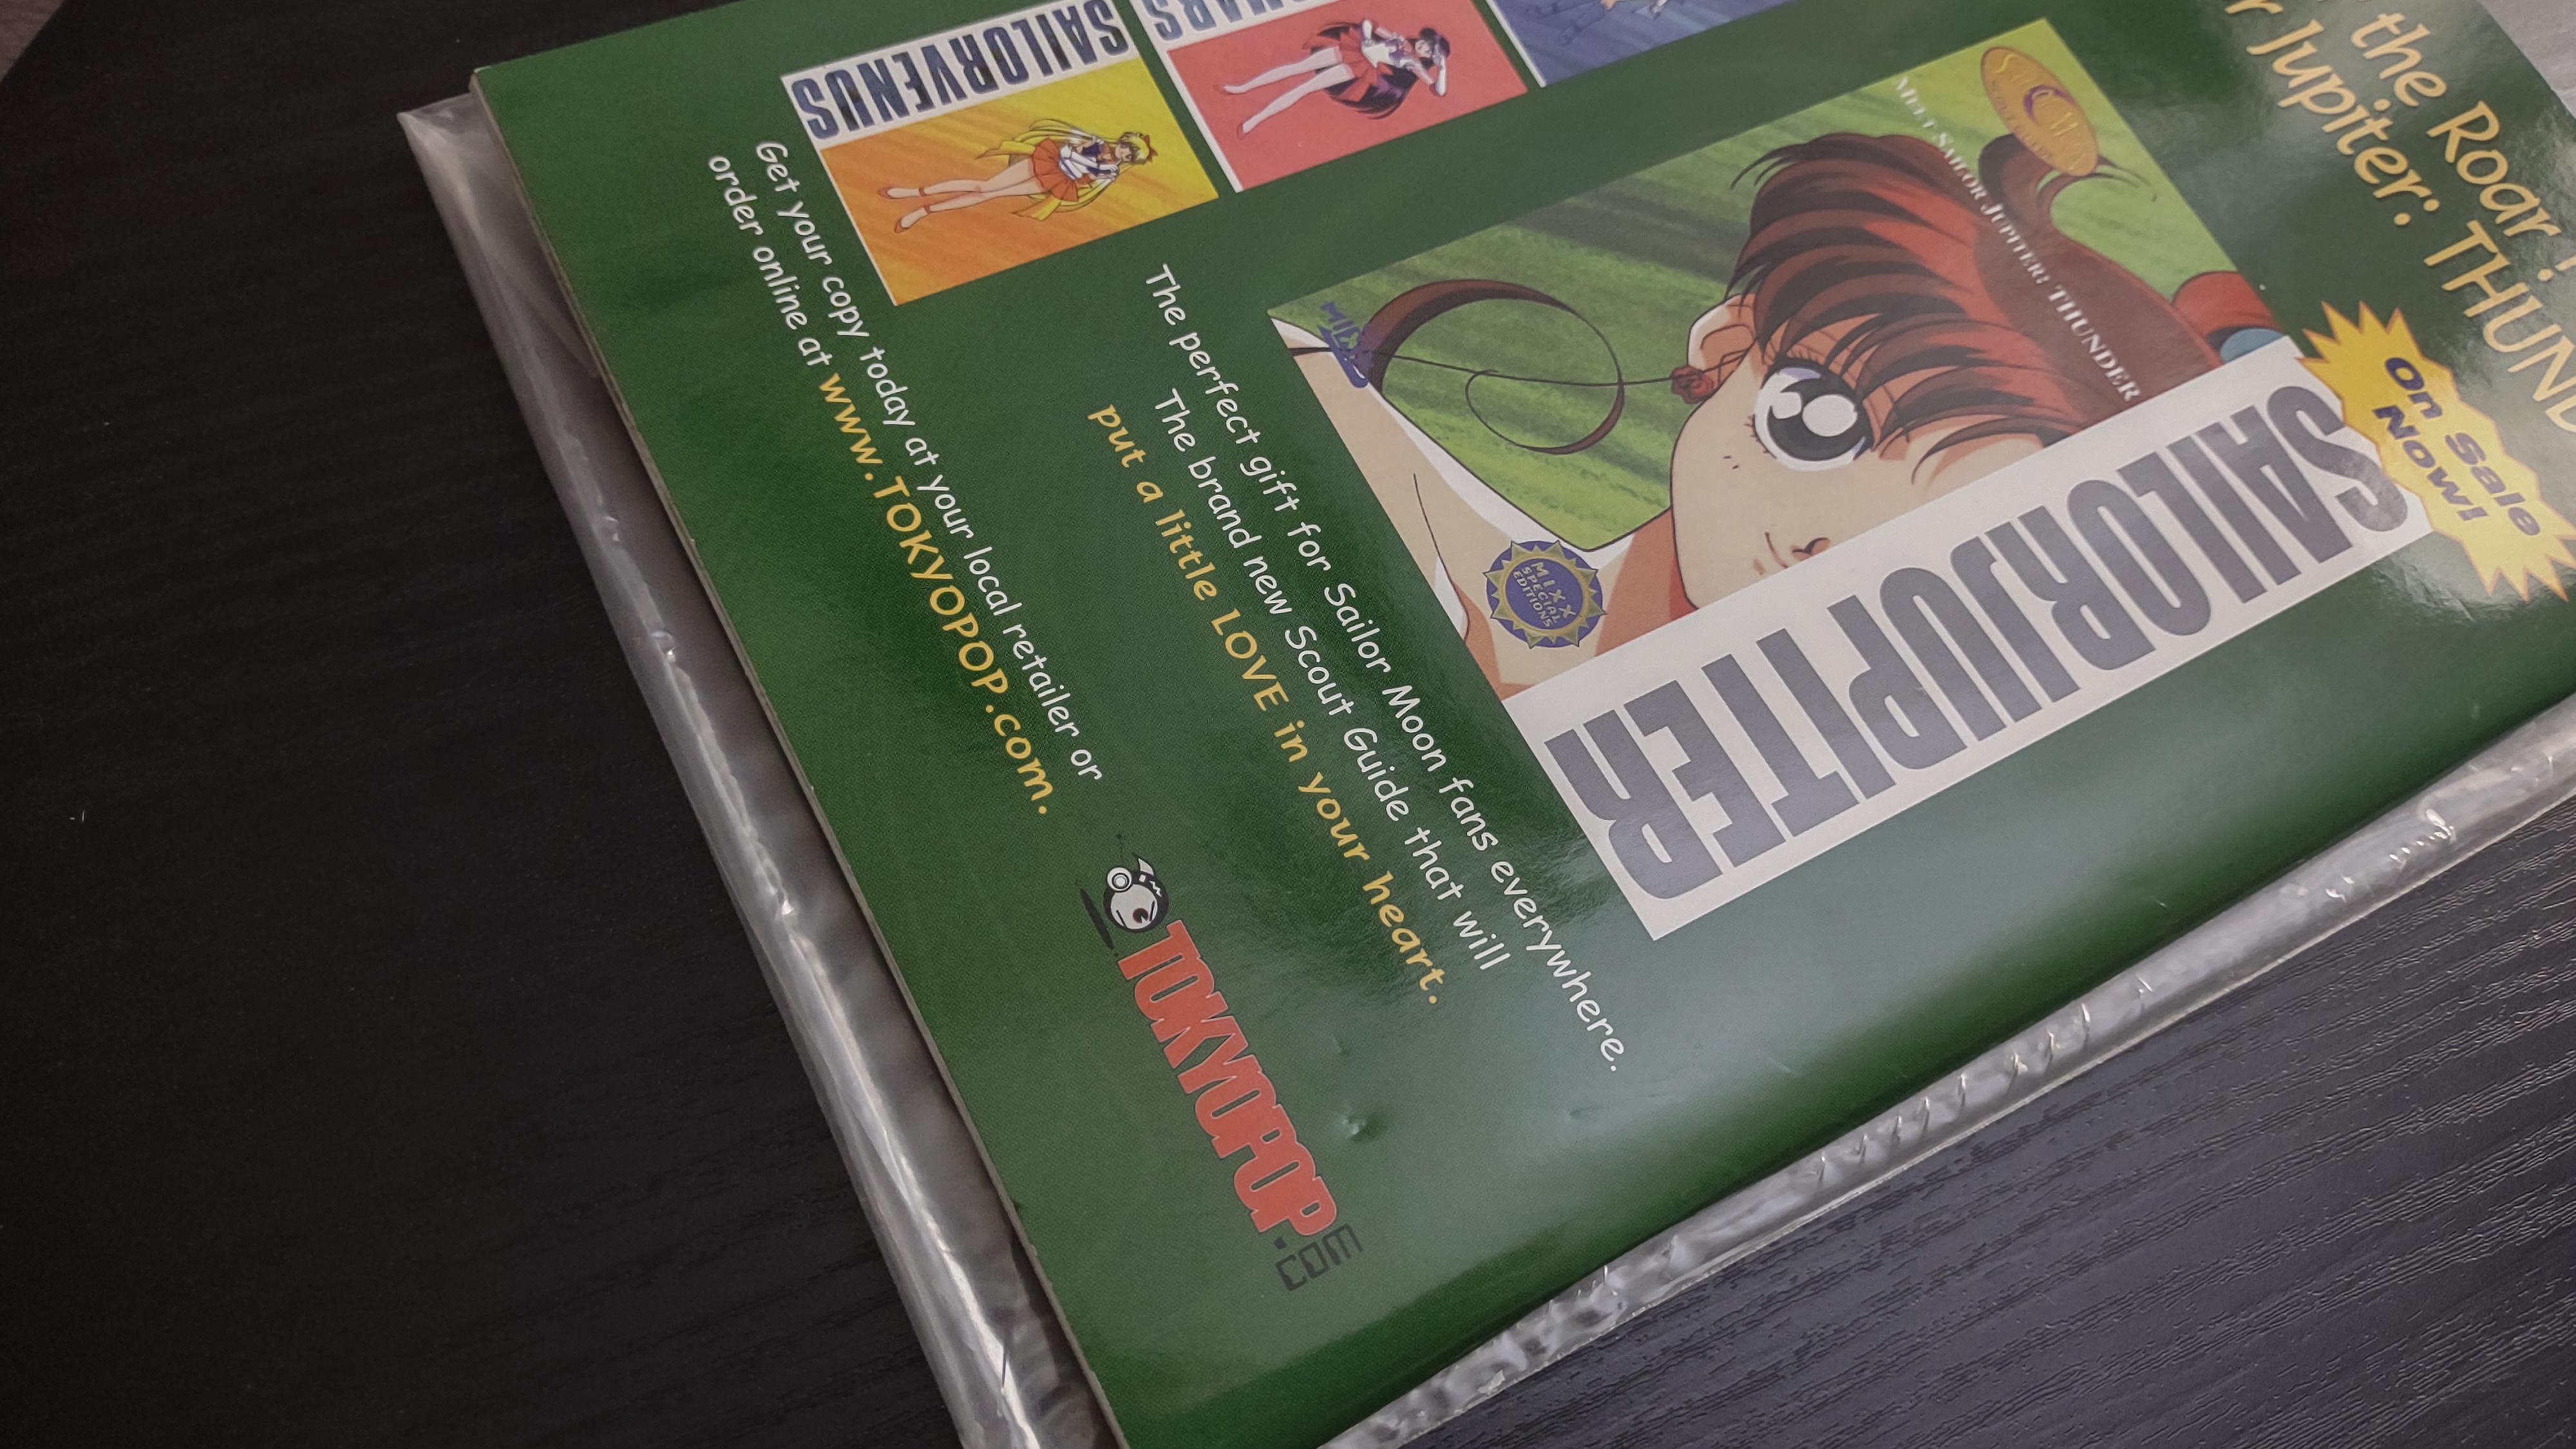 the Roar
Jupiter:
On Sale
Now!
MEET SAILOR JUPITER: THUNDER
SAILORJUPITER
MIXX
SPECIAL
EDITIONS
The perfect gift for Sailor Moon fans everywhere.
The brand new Scout Guide that will
put a little LOVE in your heart.
SAILORVENUS
Get your copy today at your local retailer or
order online at www.TOKYOPOP.com.
TOKYOPOP
.com